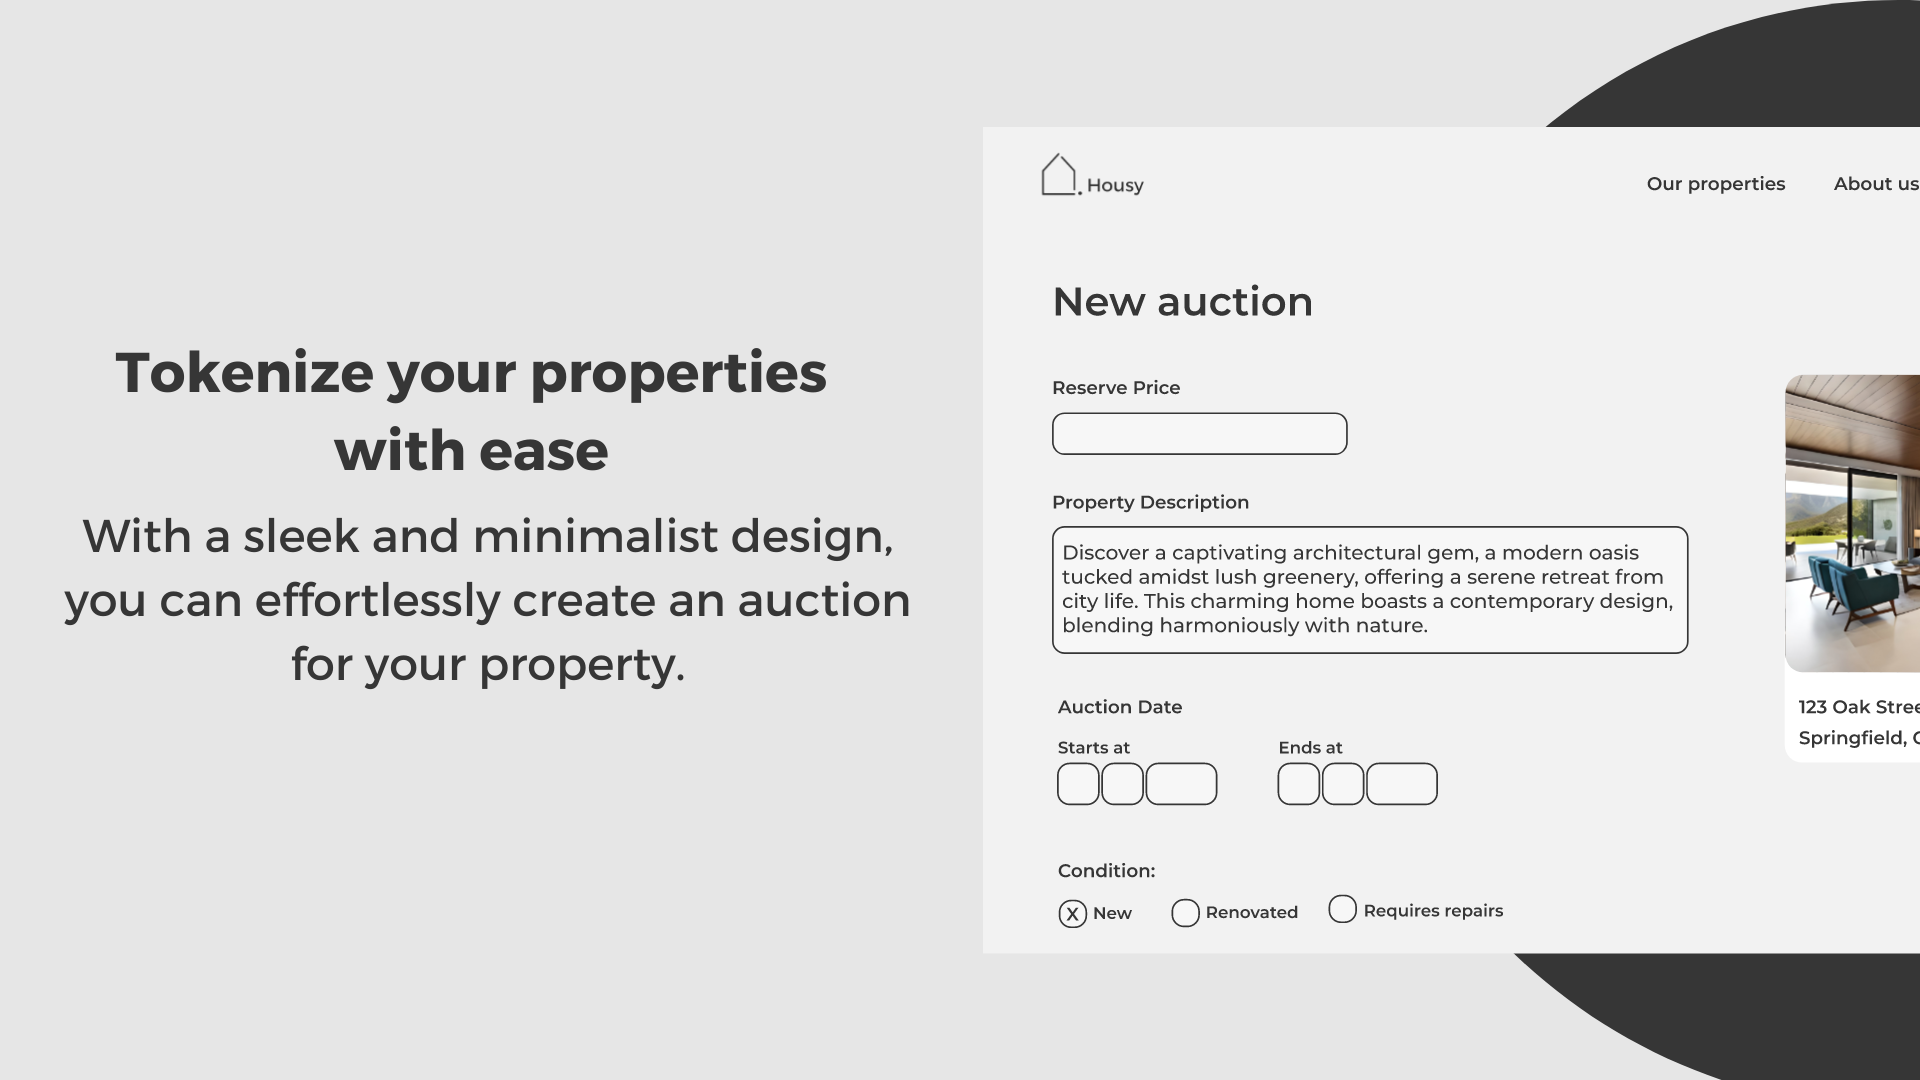 Tokenize your properties
with ease
With a sleek and minimalist design,
you can effortlessly create an auction
for your property.
Housy
Our properties
About us
New auction
Reserve Price
Property Description
Discover a captivating architectural gem, a modern oasis
tucked amidst lush greenery, offering a serene retreat from
city life. This charming home boasts a contemporary design,
blending harmoniously with nature.
Auction Date
Starts at
Ends at
123 Oak
Springfield,
Condition:
X New
Renovated
Requires repairs